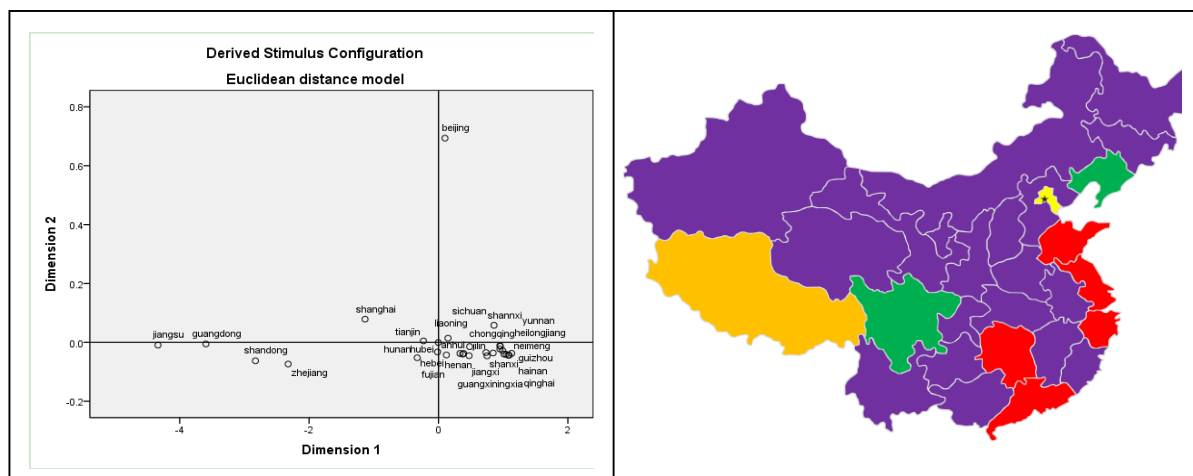 Derived Stimulus Configuration
Euclidean distance model
0.8
beijing
0.6
0.4
Dimension 2
0.2
shanghai
sichuan
shannxi
yunnan
liaoning
tianjin
chongqing
heilongjiang
0.0
jiangsu
guangdong
hunan
hubei
anhui
jilin
neimeng
shandong
zhejiang
hebei
henan
shanxi
guizhou
fujian
jiangxi
hainan
guangxi
ningxia
qinghai
-0.2
-4
-2
0
2
Dimension 1